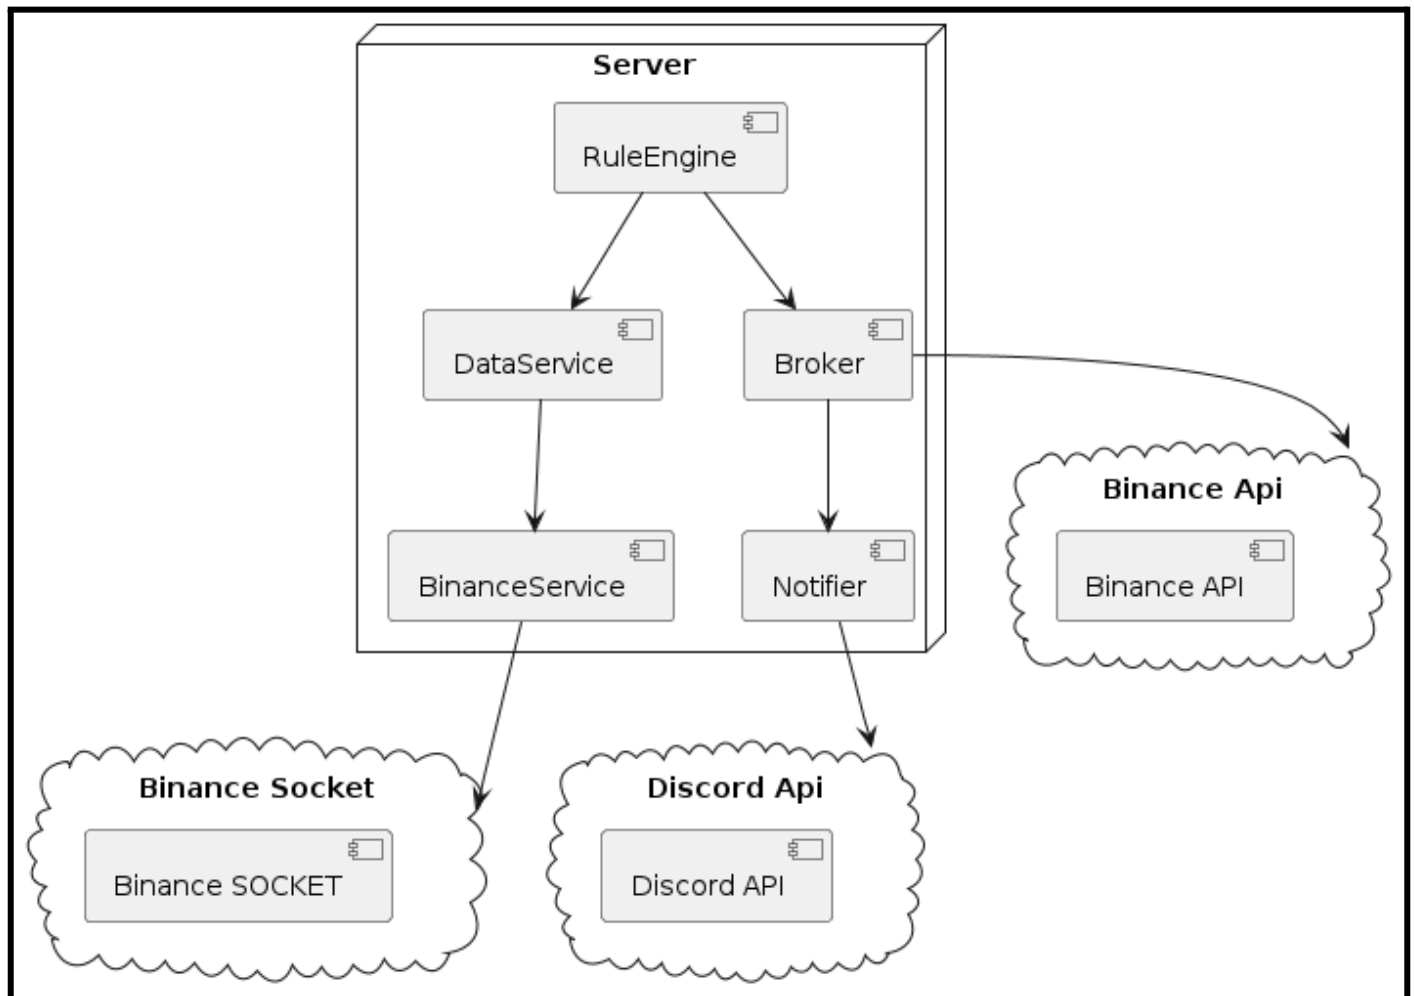 Server
RuleEngine
DataService
Broker
Binance Api
BinanceService
Notifier
Binance API
Binance Socket
Discord Api
Binance SOCKET
Discord API